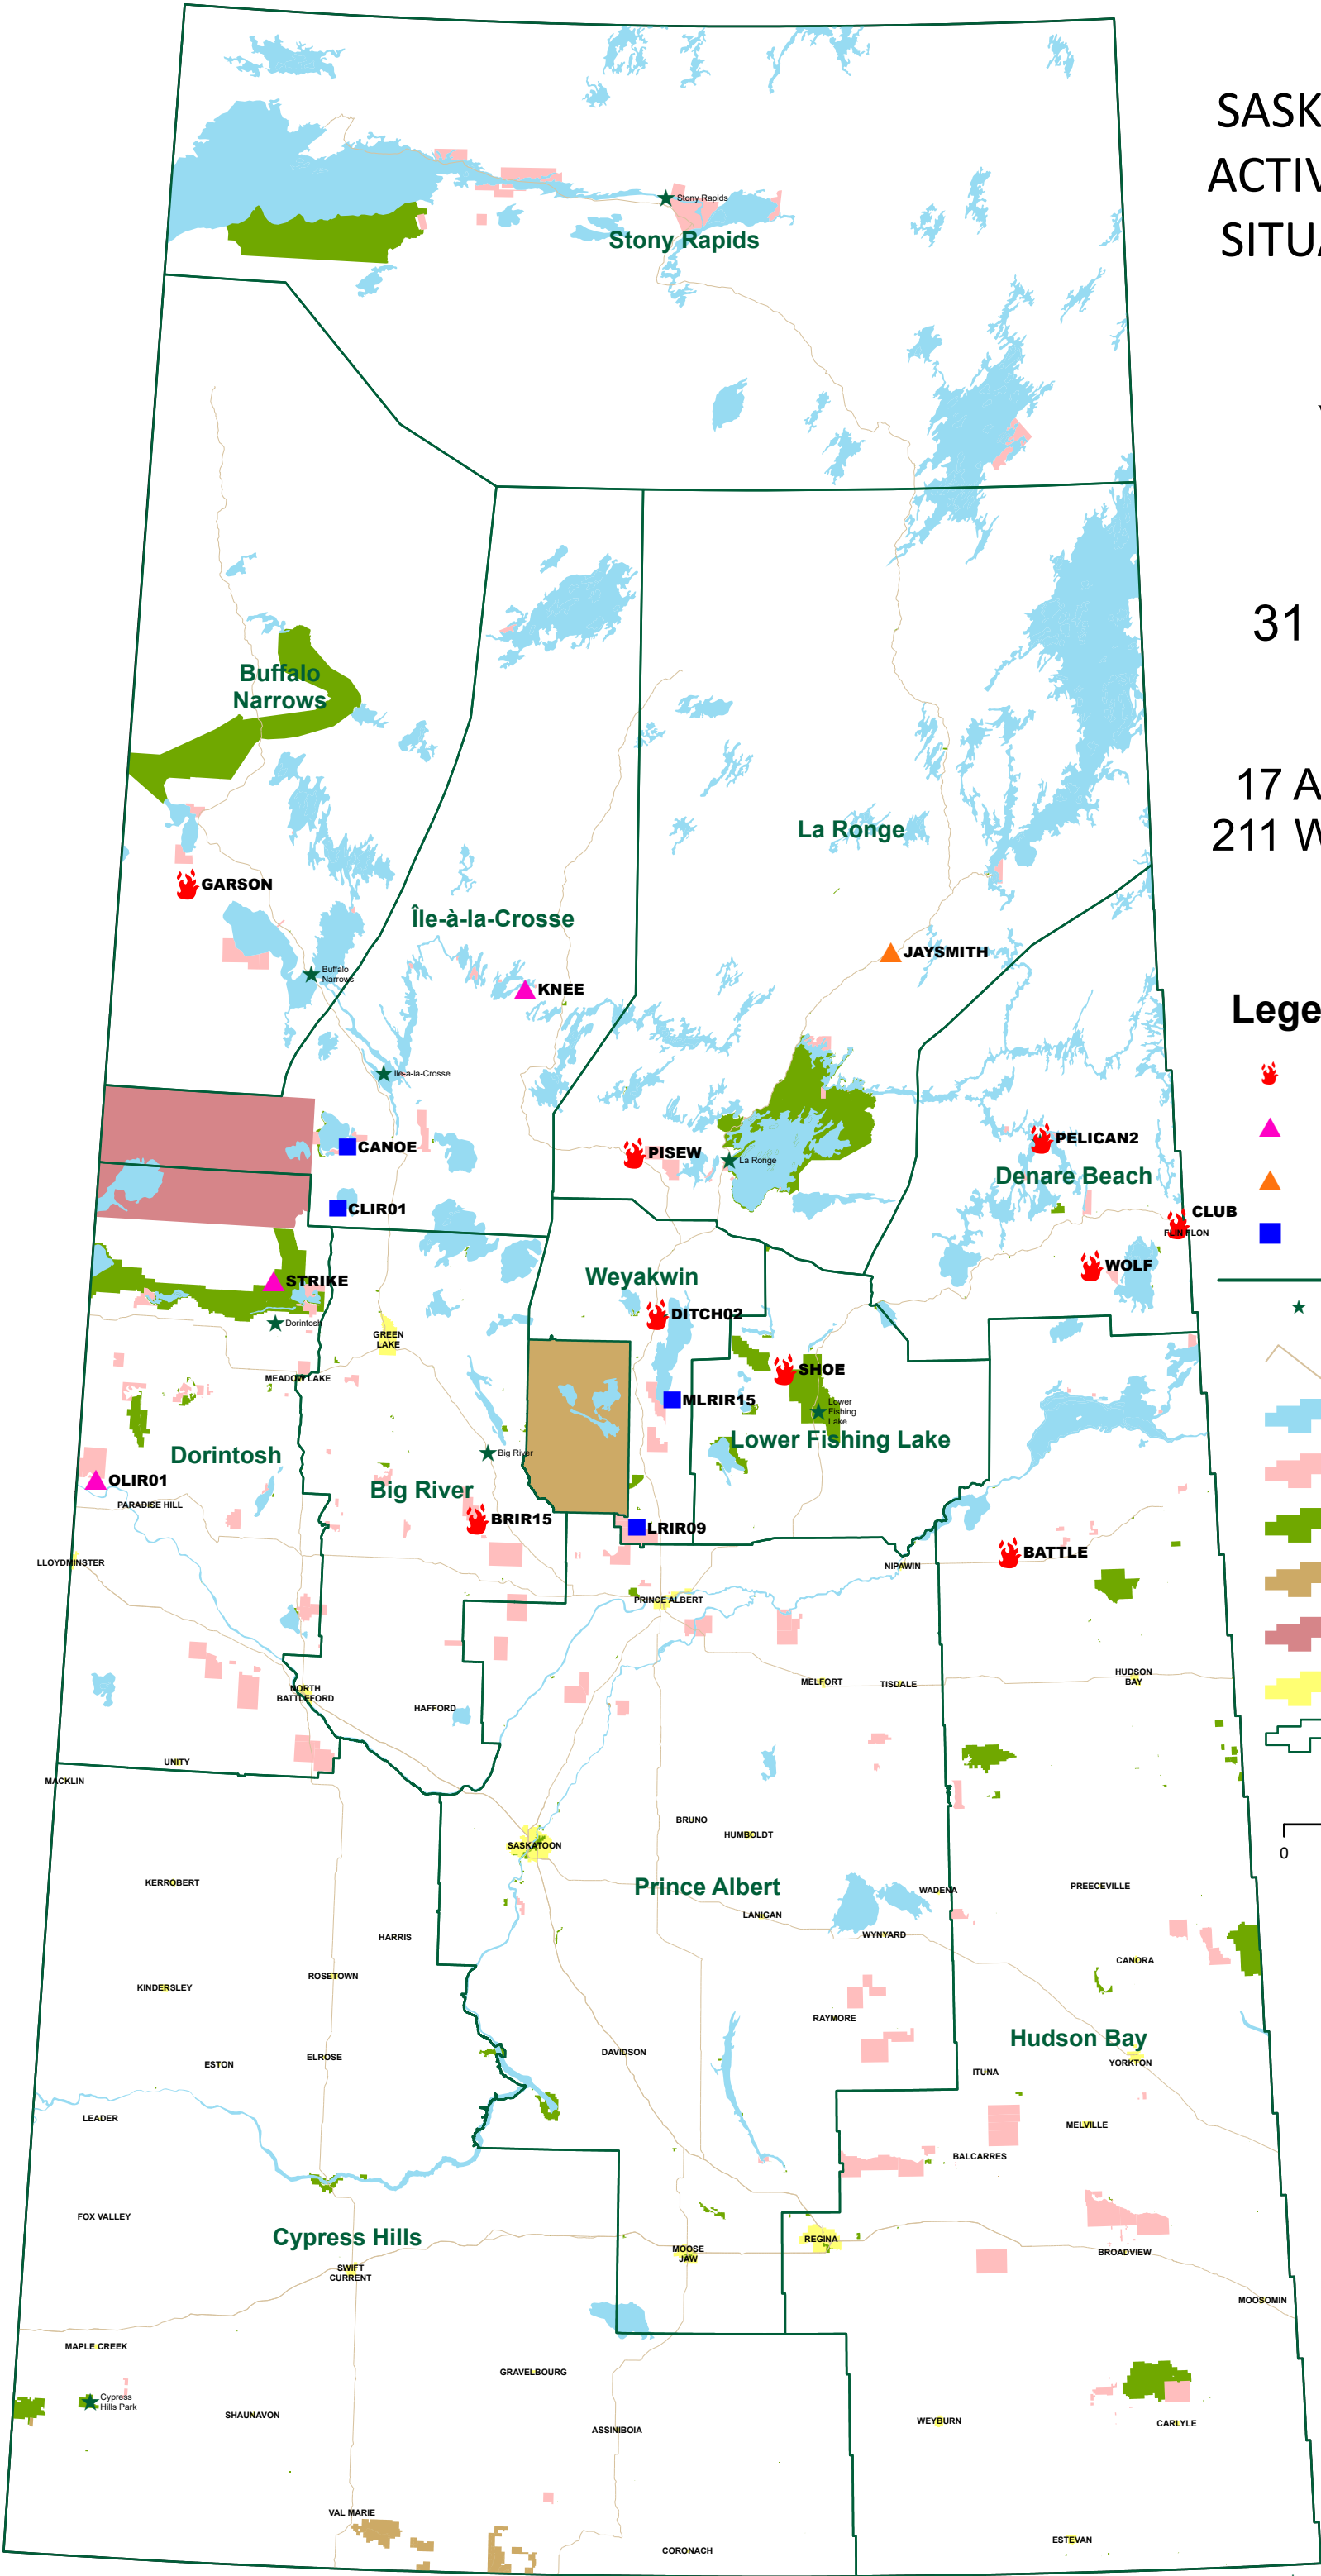 SASK
ACTIV
SITUA
31
17 A
211 W
Lege
0
Stony Rapids
Stony Rapids
Buffalo
Narrows
La Ronge
GARSON
Île-à-la-Crosse
JAYSMITH
Buffalo
Narrows
KNEE
Ile-a-la-Crosse
PELICAN2
CANOE
PISEW
La Ronge
Denare Beach
CLIR01
CLUB
FLIN FLON
WOLF
Weyakwin
STRIKE
DITCH02
Dorintosh
GREEN
LAKE
SHOE
MEADOW LAKE
MLRIR15
Lower
Fishing
Lake
Lower Fishing Lake
Dorintosh
Big River
OLIR01
Big River
PARADISE HILL
BRIR15
LRIR09
BATTLE
LLOYDMINSTER
NIPAWIN
PRINCE ALBERT
HUDSON
BAY
MELFORT
TISDALE
NORTH
BATTLEFORD
HAFFORD
UNITY
MACKLIN
BRUNO
HUMBOLDT
SASKATOON
KERROBERT
Prince Albert
WADENA
PREECEVILLE
LANIGAN
HARRIS
WYNYARD
CANORA
ROSETOWN
KINDERSLEY
RAYMORE
Hudson Bay
DAVIDSON
ELROSE
ESTON
YORKTON
ITUNA
LEADER
MELVILLE
BALCARRES
FOX VALLEY
Cypress Hills
REGINA
MOOSE
JAW
BROADVIEW
SWIFT
CURRENT
MOOSOMIN
MAPLE CREEK
GRAVELBOURG
Cypress
Hills Park
SHAUNAVON
WEYBURN
CARLYLE
ASSINIBOIA
VAL MARIE
ESTEVAN
CORONACH